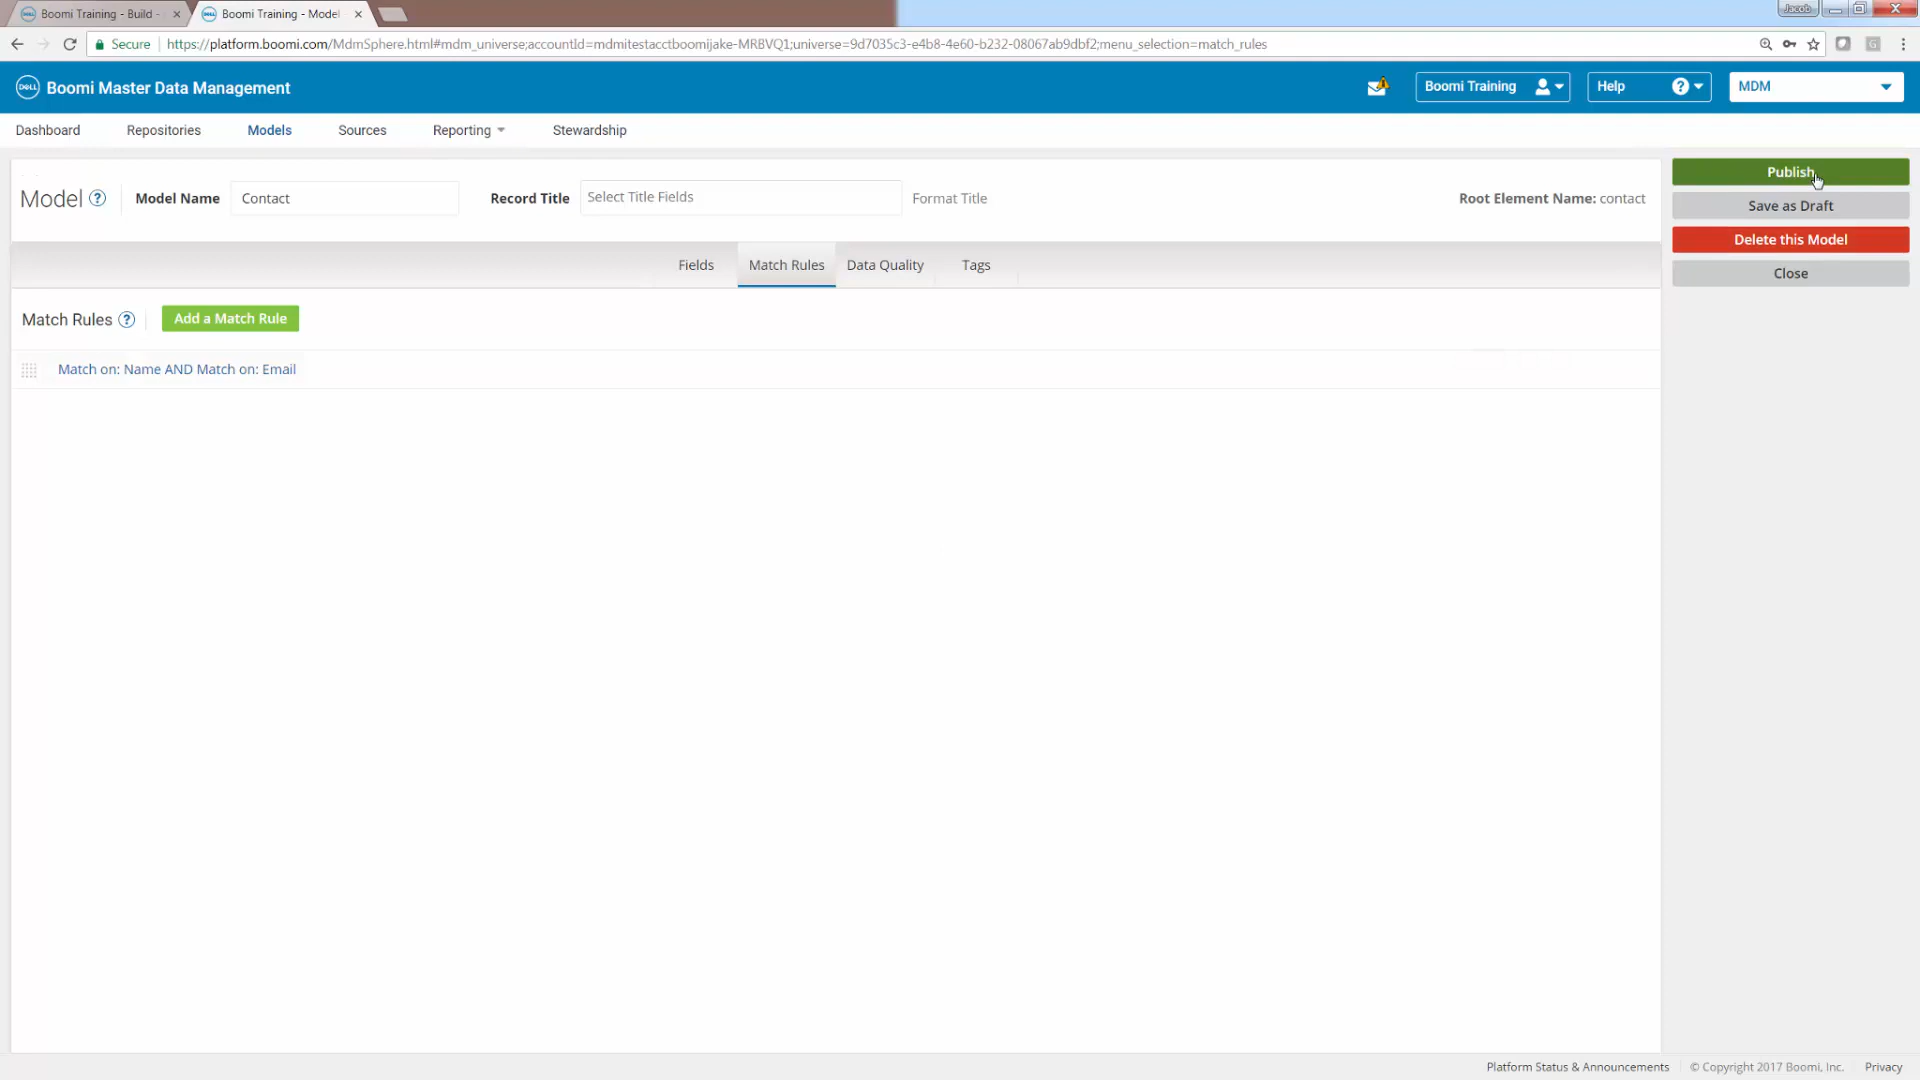 Boomi Training - Build -
Boomi Training - Model
Jacob
Secure
https://platform.boomi.com/MdmSphere.html#mdm_universe;accountId=mdmitestacctboomijake-MRBVQ1;universe=9d7035c3-e4b8-4e60-b232-08067ab9dbf2;menu_selection=match_rules
DELL Boomi Master Data Management
Boomi Training
Help
MDM
Dashboard
Repositories
Models
Sources
Reporting
Stewardship
Model
Model Name
Contact
Record Title
Select Title Fields
Format Title
Root Element Name: contact
Publish
Save as Draft
Delete this Model
Close
Fields
Match Rules
Data Quality
Tags
Match Rules
Add a Match Rule
Match on: Name AND Match on: Email
Platform Status & Announcements
© Copyright 2017 Boomi, Inc.
Privacy